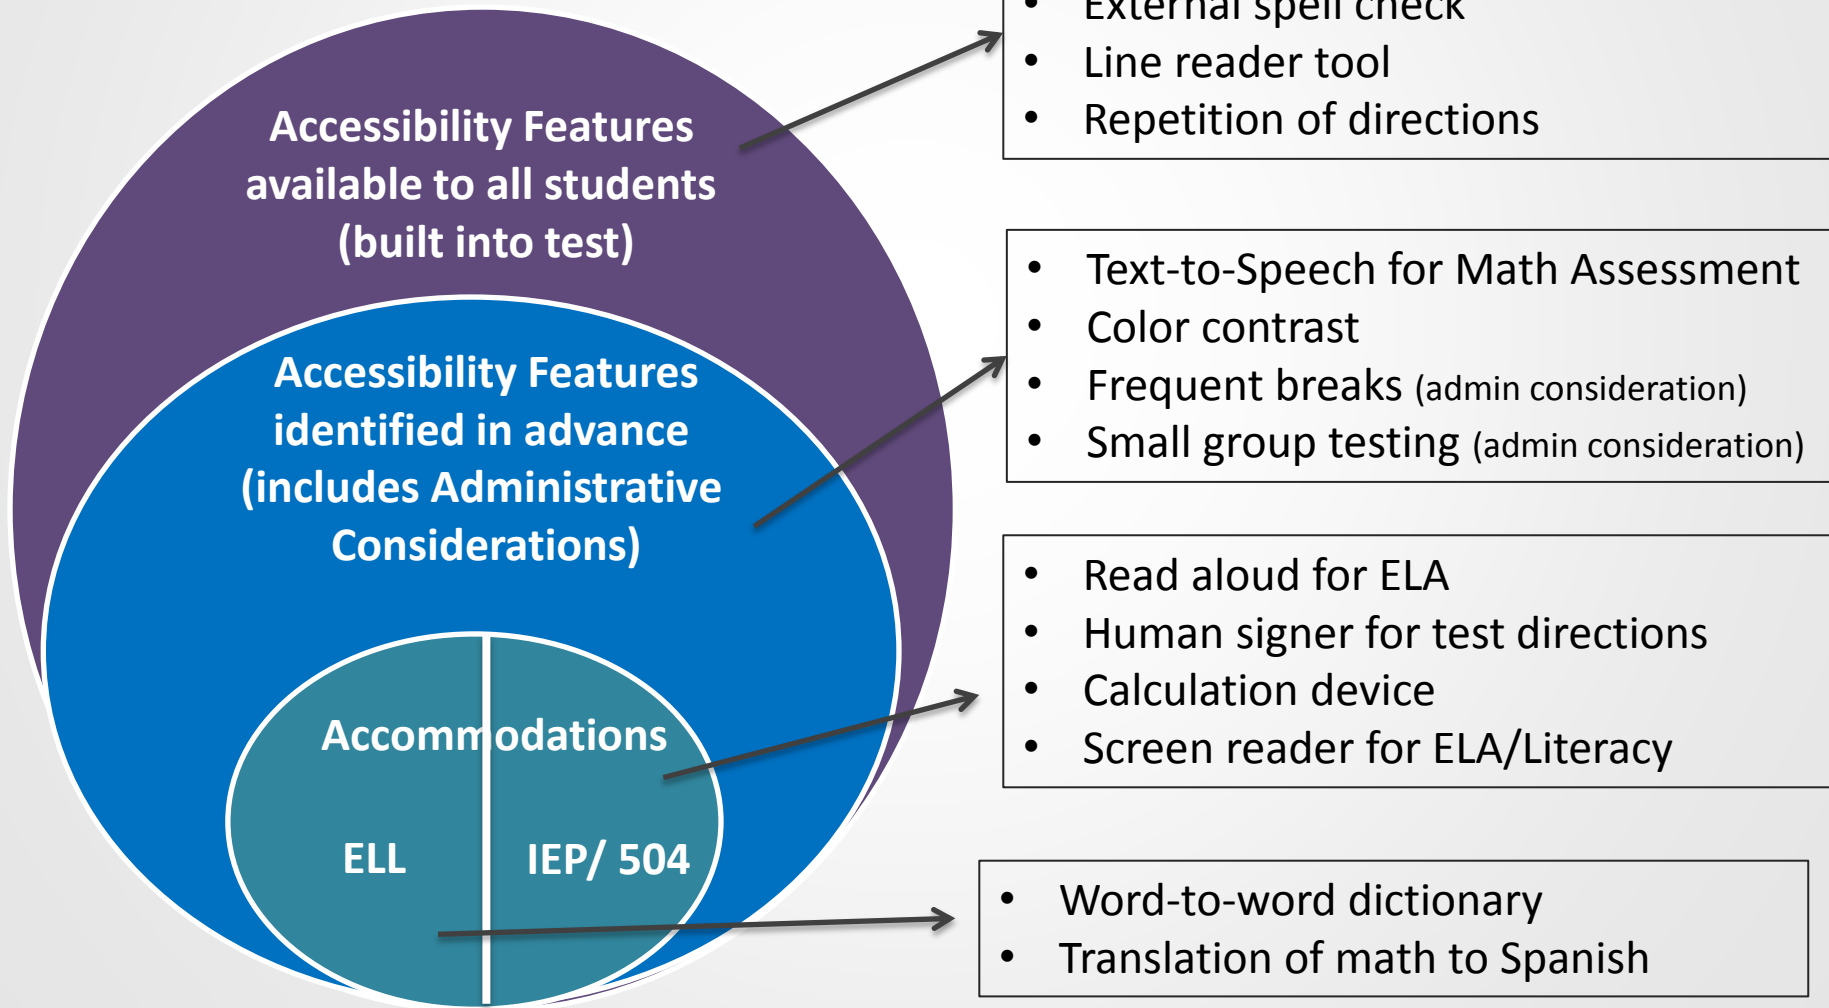 Accessibility Features
available to all students
(built into test)
• External spell check
• Line reader tool
• Repetition of directions
Accessibility Features
identified in advance
(includes Administrative
Considerations)
• Text-to-Speech for Math Assessment
• Color contrast
• Frequent breaks (admin consideration)
• Small group testing (admin consideration)
Accommodations
ELL
IEP/ 504
• Read aloud for ELA
• Human signer for test directions
• Calculation device
• Screen reader for ELA/Literacy
• Word-to-word dictionary
• Translation of math to Spanish